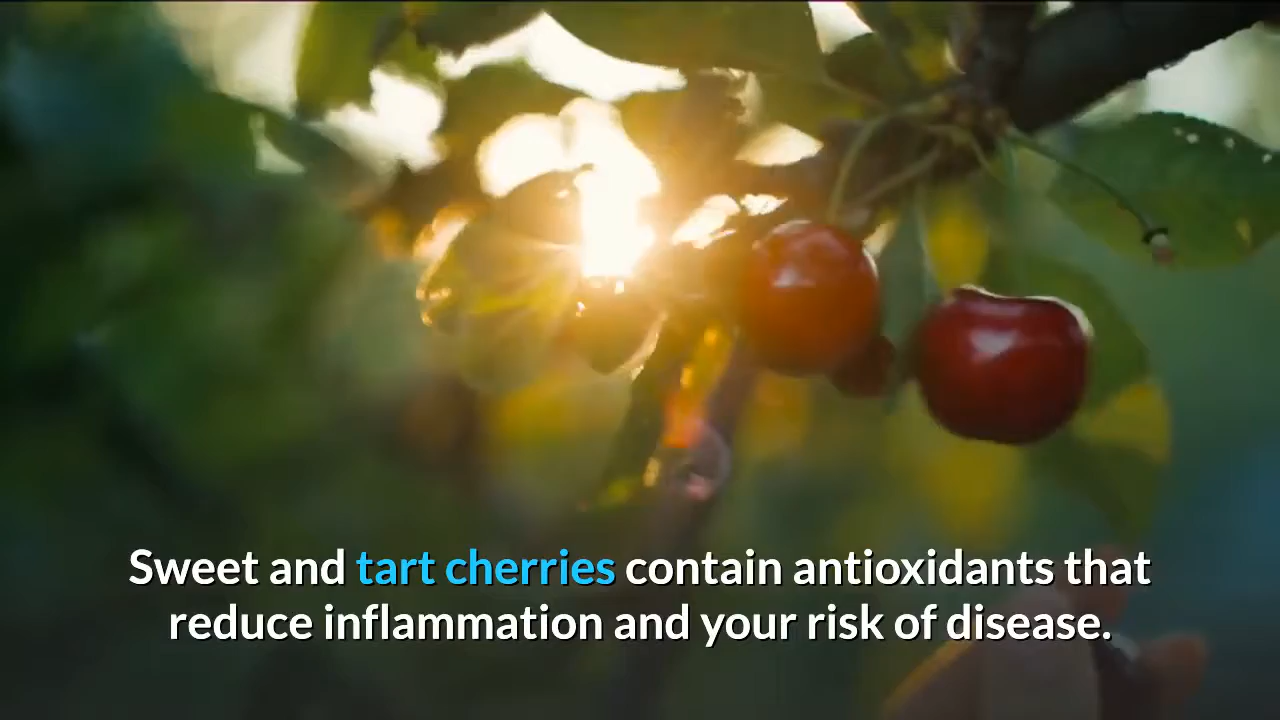 Sweet and tart cherries contain antioxidants that
reduce inflammation and your risk of disease.